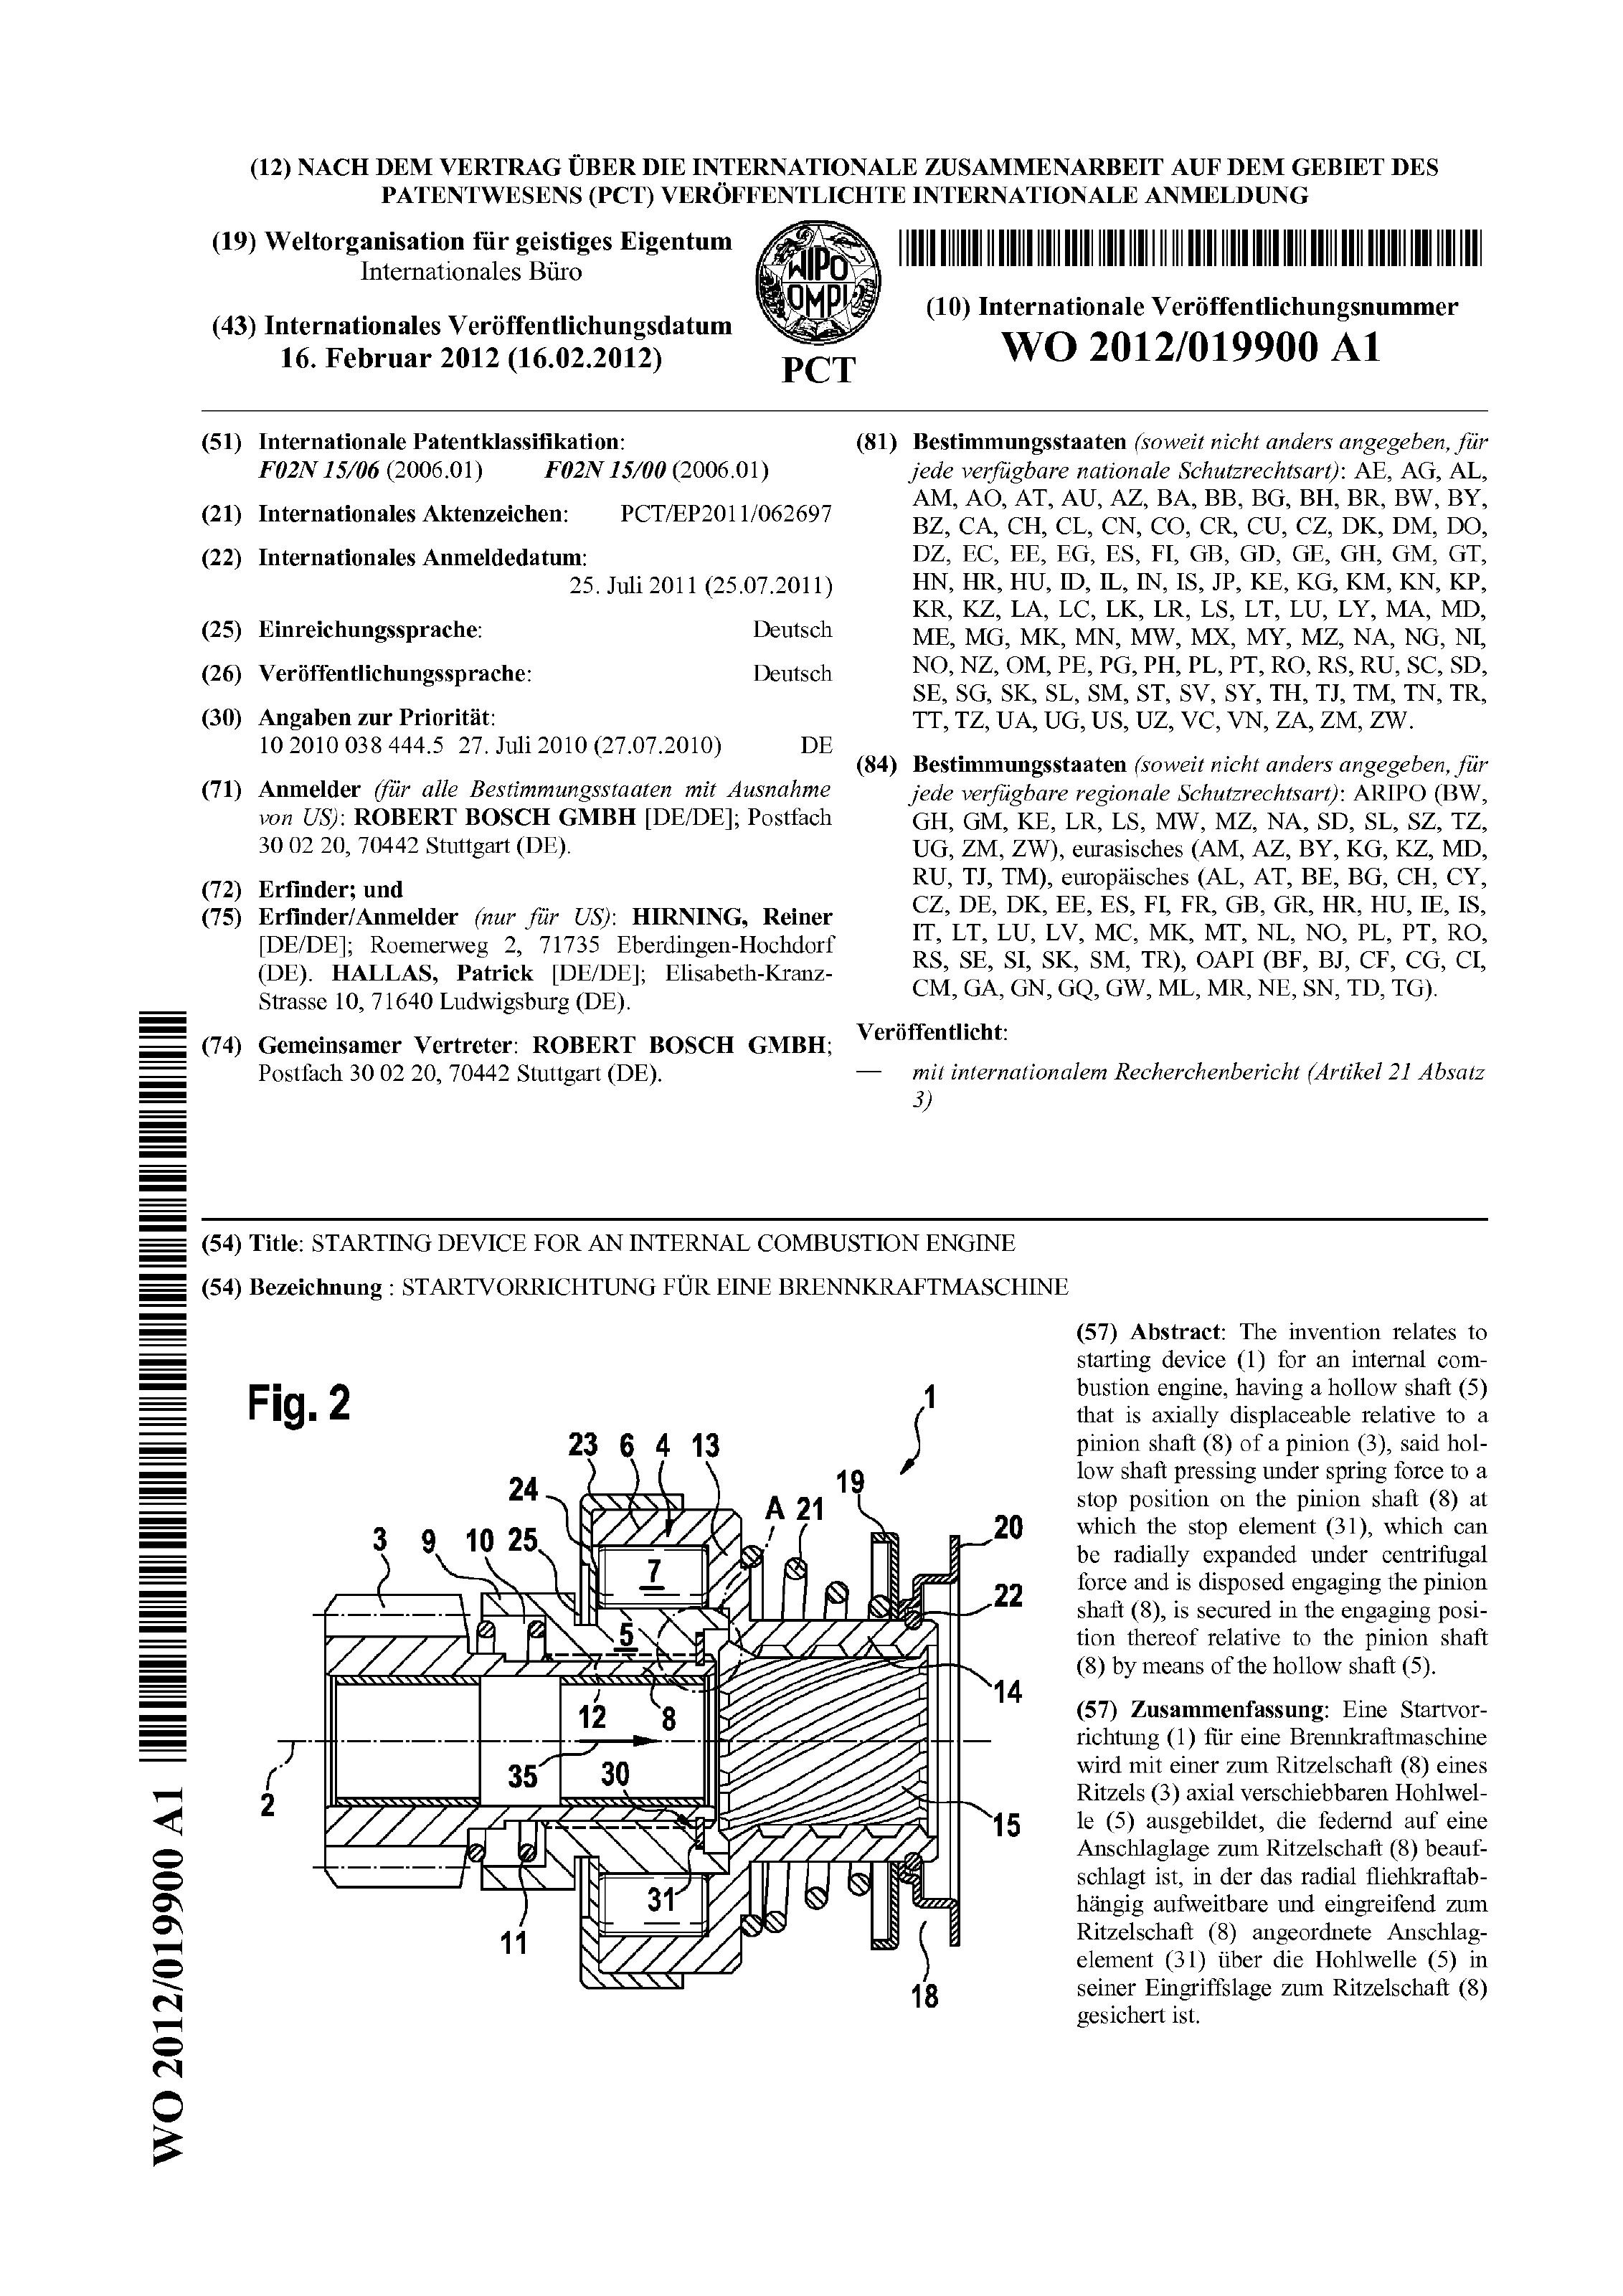 (12) NACH DEM VERTRAG ÜBER DIE INTERNATIONALE ZUSAMMENARBEIT AUF DEM GEBIET DES
PATENTWESENS (PCT) VERÖFFENTLICHTE INTERNATIONALE ANMELDUNG
(19) Weltorganisation für geistiges Eigentum
Internationales Büro
(43) Internationales Veröffentlichungsdatum
16. Februar 2012 (16.02.2012)
WIPO
OMPI
PCT
(10) Internationale Veröffentlichungsnummer
WO 2012/019900 A1
(51) Internationale Patentklassifikation:
F02N 15/06 (2006.01) F02N 15/00 (2006.01)
(21) Internationales Aktenzeichen: PCT/EP2011/062697
(22) Internationales Anmeldedatum:
25. Juli 2011 (25.07.2011)
(25) Einreichungssprache: Deutsch
(26) Veröffentlichungssprache: Deutsch
(30) Angaben zur Priorität:
10 2010 038 444.5 27. Juli 2010 (27.07.2010) DE
(71) Anmelder (für alle Bestimmungsstaaten mit Ausnahme
von US): ROBERT BOSCH GMBH [DE/DE]; Postfach
30 02 20, 70442 Stuttgart (DE).
(72) Erfinder; und
(75) Erfinder/Anmelder (nur für US): HIRNING, Reiner
[DE/DE]; Roemerweg 2, 71735 Eberdingen-Hochdorf
(DE). HALLAS, Patrick [DE/DE]; Elisabeth-Kranz-
Strasse 10, 71640 Ludwigsburg (DE).
(74) Gemeinsamer Vertreter: ROBERT BOSCH GMBH;
Postfach 30 02 20, 70442 Stuttgart (DE).
(81) Bestimmungsstaaten (soweit nicht anders angegeben, für
jede verfügbare nationale Schutzrechtsart): AE, AG, AL,
AM, AO, AT, AU, AZ, BA, BB, BG, BH, BR, BW, BY,
BZ, CA, CH, CL, CN, CO, CR, CU, CZ, DK, DM, DO,
DZ, EC, EE, EG, ES, FI, GB, GD, GE, GH, GM, GT,
HN, HR, HU, ID, IL, IN, IS, JP, KE, KG, KM, KN, KP,
KR, KZ, LA, LC, LK, LR, LS, LT, LU, LY, MA, MD,
ME, MG, MK, MN, MW, MX, MY, MZ, NA, NG, NI,
NO, NZ, OM, PE, PG, PH, PL, PT, RO, RS, RU, SC, SD,
SE, SG, SK, SL, SM, ST, SV, SY, TH, TJ, TM, TN, TR,
TT, TZ, UA, UG, US, UZ, VC, VN, ZA, ZM, ZW.
(84) Bestimmungsstaaten (soweit nicht anders angegeben, für
jede verfügbare regionale Schutzrechtsart): ARIPO (BW,
GH, GM, KE, LR, LS, MW, MZ, NA, SD, SL, SZ, TZ,
UG, ZM, ZW), eurasisches (AM, AZ, BY, KG, KZ, MD,
RU, TJ, TM), europäisches (AL, AT, BE, BG, CH, CY,
CZ, DE, DK, EE, ES, FI, FR, GB, GR, HR, HU, IE, IS,
IT, LT, LU, LV, MC, MK, MT, NL, NO, PL, PT, RO,
RS, SE, SI, SK, SM, TR), OAPI (BF, BJ, CF, CG, CI,
CM, GA, GN, GQ, GW, ML, MR, NE, SN, TD, TG).
Veröffentlicht:
— mit internationalem Recherchenbericht (Artikel 21 Absatz
3)
(54) Title: STARTING DEVICE FOR AN INTERNAL COMBUSTION ENGINE
(54) Bezeichnung : STARTVORRICHTUNG FÜR EINE BRENNKRAFTMASCHINE
Fig. 2
1
23 6 4 13
24 19
A 21
3 9 10 25 20
7
22
5
14
12 8
35 30
2
15
31
11
18
(57) Abstract: The invention relates to
starting device (1) for an internal com-
bustion engine, having a hollow shaft (5)
that is axially displaceable relative to a
pinion shaft (8) of a pinion (3), said hol-
low shaft pressing under spring force to a
stop position on the pinion shaft (8) at
which the stop element (31), which can
be radially expanded under centrifugal
force and is disposed engaging the pinion
shaft (8), is secured in the engaging posi-
tion thereof relative to the pinion shaft
(8) by means of the hollow shaft (5).
(57) Zusammenfassung: Eine Startvor-
richtung (1) für eine Brennkraftmaschine
wird mit einer zum Ritzelschaft (8) eines
Ritzels (3) axial verschiebbaren Hohlwel-
le (5) ausgebildet, die federnd auf eine
Anschlaglage zum Ritzelschaft (8) beauf-
schlagt ist, in der das radial fliehkraftab-
hängig aufweitbare und eingreifend zum
Ritzelschaft (8) angeordnete Anschlag-
element (31) über die Hohlwelle (5) in
seiner Eingriffslage zum Ritzelschaft (8)
gesichert ist.
WO 2012/019900 A1